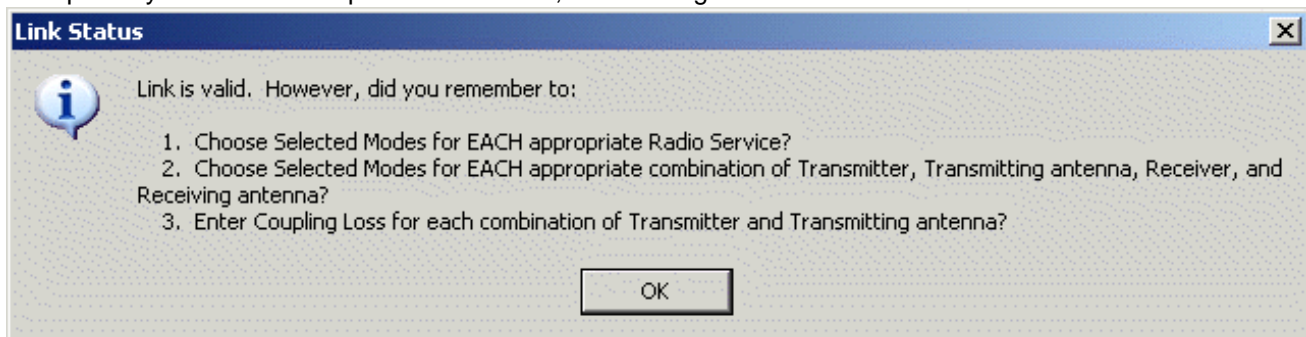 Link Status
Link is valid.  However, did you remember to:
1.  Choose Selected Modes for EACH appropriate Radio Service?
2.  Choose Selected Modes for EACH appropriate combination of Transmitter, Transmitting antenna, Receiver, and
Receiving antenna?
3.  Enter Coupling Loss for each combination of Transmitter and Transmitting antenna?
OK